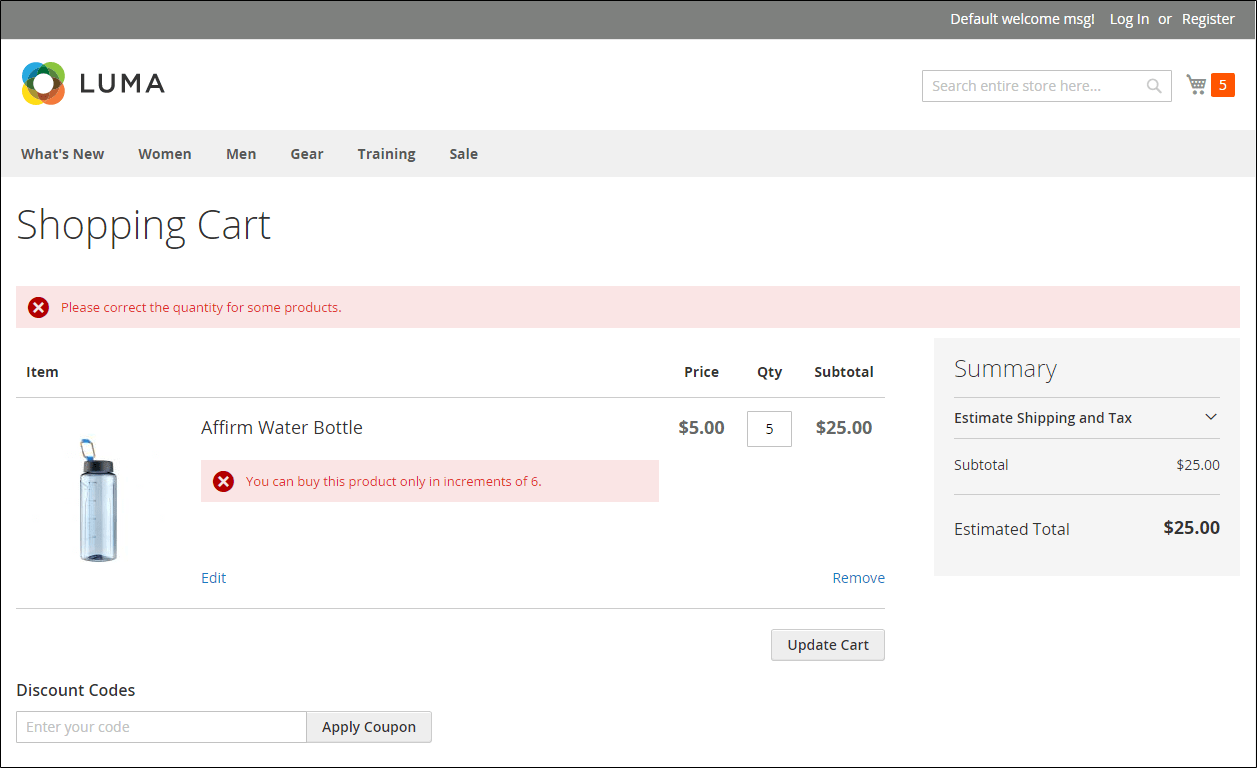 Default welcome msg! Log In or Register
LUMA
Search entire store here...
5
What's New Women Men Gear Training Sale
Shopping Cart
Please correct the quantity for some products.
Item Price Qty Subtotal
Affirm Water Bottle $5.00 5 $25.00
You can buy this product only in increments of 6.
Edit Remove
Update Cart
Summary
Estimate Shipping and Tax
Subtotal $25.00
Estimated Total $25.00
Discount Codes
Enter your code Apply Coupon